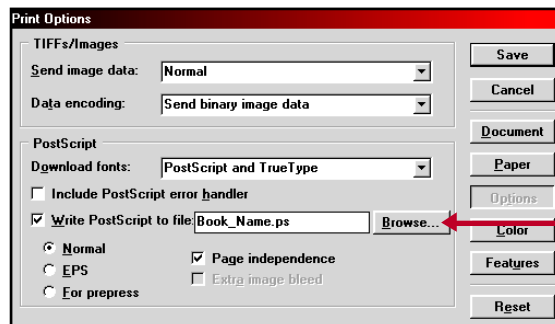 Print Options
TIFFs/Images
Send image data: Normal
Data encoding: Send binary image data
PostScript
Download fonts: PostScript and TrueType
Include PostScript error handler
Write PostScript to file: Book_Name.ps Browse...
Normal
EPS
For prepress
Page independence
Extra image bleed
Save
Cancel
Document
Paper
Options
Color
Features
Reset